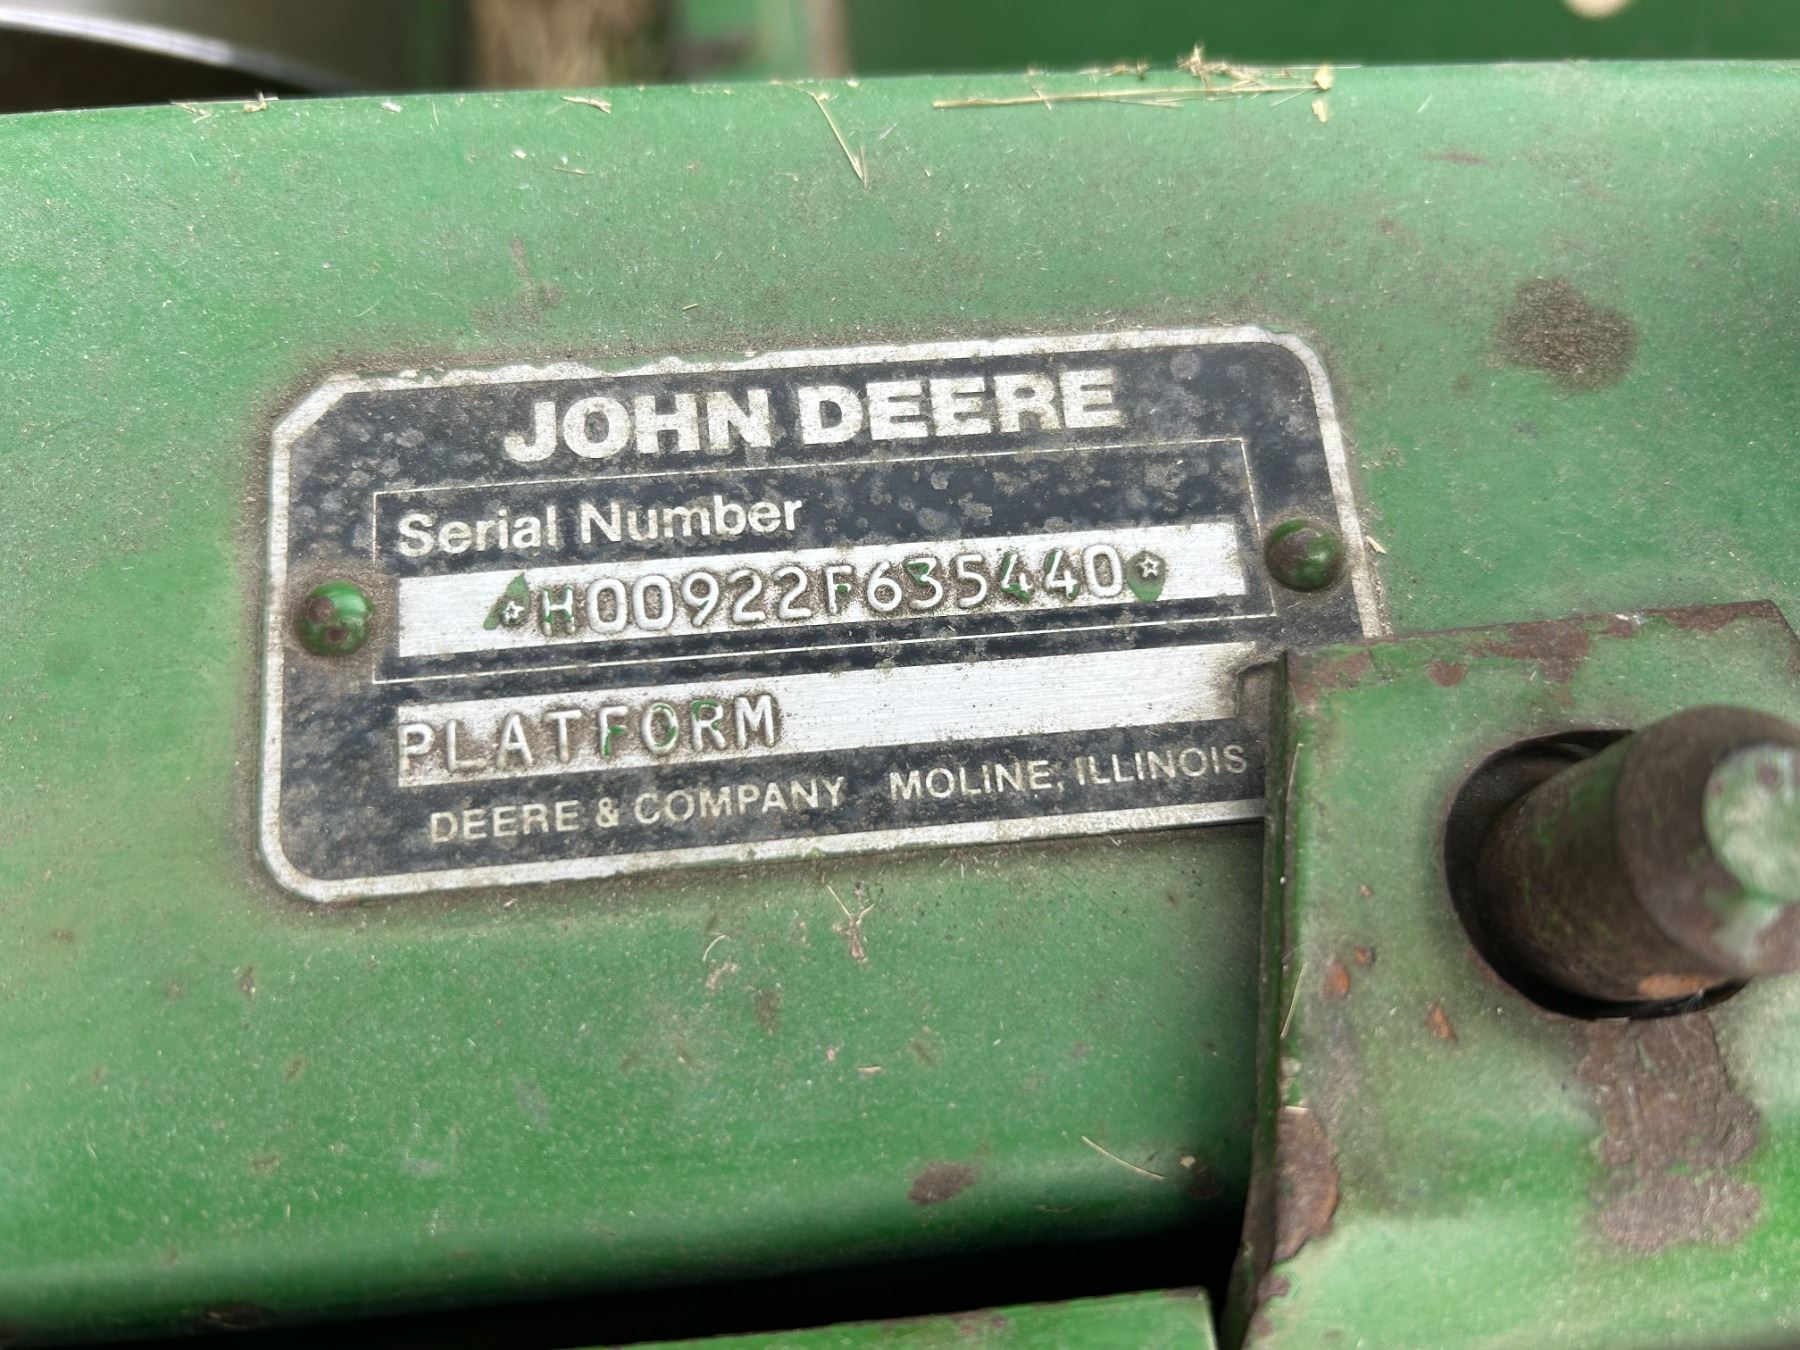 JOHN DEERE
Serial Number
*H00922F635440*
PLATFORM
DEERE & COMPANY MOLINE, ILLINOIS